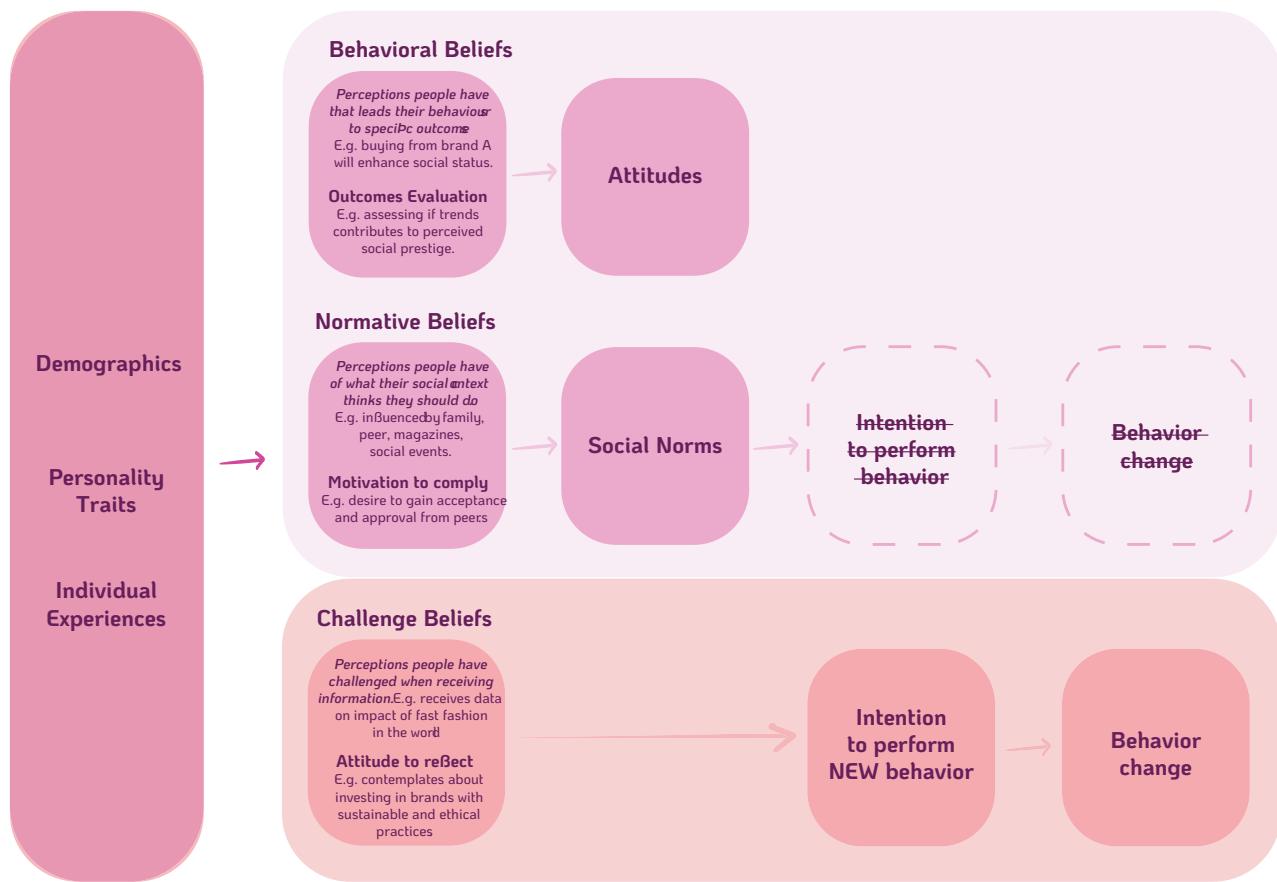 Demographics
Personality
Traits
Individual
Experiences
Behavioral Beliefs
Perceptions people have
that leads their behaviour
to speciÞc outcome
E.g. buying from brand A
will enhance social status.
Outcomes Evaluation
E.g. assessing if trends
contributes to perceived
social prestige.
Attitudes
Normative Beliefs
Perceptions people have
of what their social context
thinks they should do.
E.g. inßuenced by family,
peer, magazines,
social events.
Motivation to comply
E.g. desire to gain acceptance
and approval from peers.
Social Norms
Intention
to perform
behavior
Behavior
change
Challenge Beliefs
Perceptions people have
challenged when receiving
information. E.g. receives data
on impact of fast fashion
in the world
Attitude to reßect
E.g. contemplates about
investing in brands with
sustainable and ethical
practices.
Intention
to perform
NEW behavior
Behavior
change